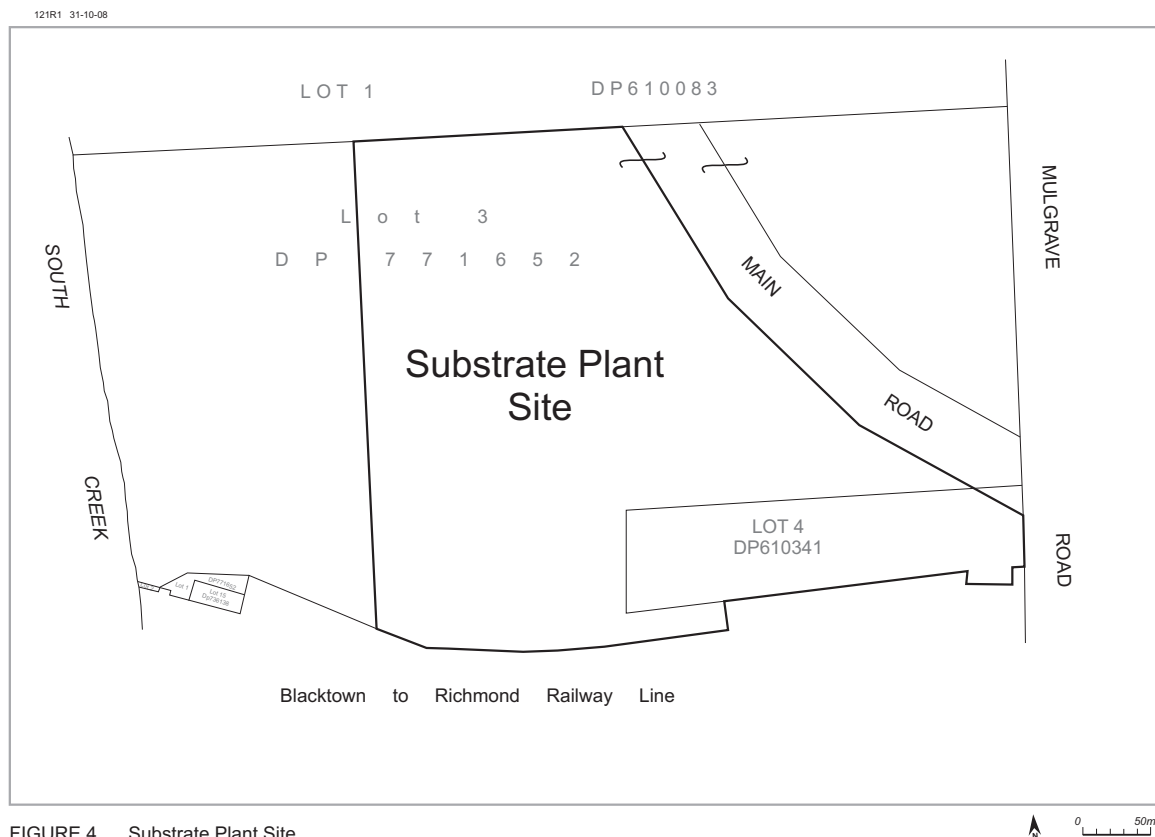 121R1 31-10-08
LOT 1
DP610083
MULGRAVE
Lot 3
DP 771652
SOUTH
MAIN
Substrate Plant
Site
ROAD
CREEK
LOT 4
DP610341
ROAD
DP771652
Lot 1
Lot 15
Dp736138
Blacktown to Richmond Railway Line
FIGURE 4 Substrate Plant Site
N
0 50m